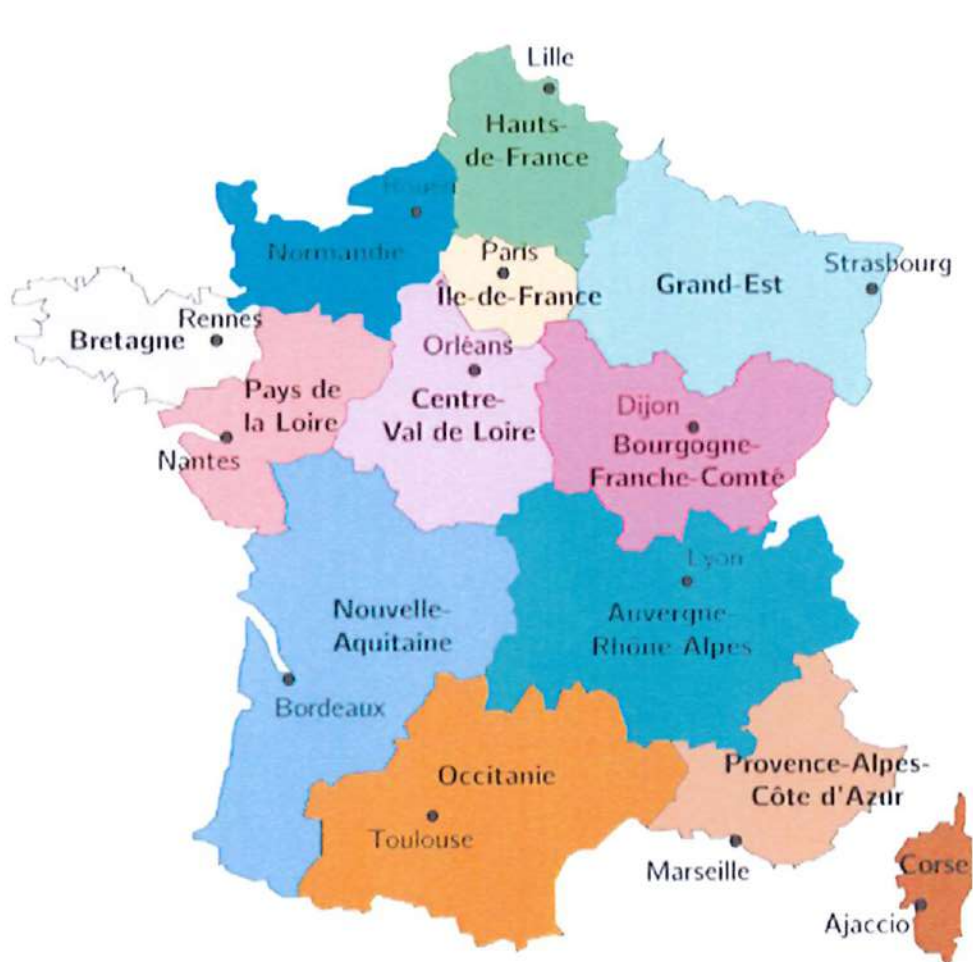 Lille
Hauts-
de-France
Rouen
Normandie
Paris
Île-de-France
Grand-Est
Strasbourg
Rennes
Bretagne
Orléans
Pays de
la Loire
Centre-
Val de Loire
Nantes
Dijon
Bourgogne-
Franche-Comté
Lyon
Auvergne-
Rhône-Alpes
Nouvelle-
Aquitaine
Bordeaux
Occitanie
Toulouse
Provence-Alpes-
Côte d'Azur
Marseille
Corse
Ajaccio